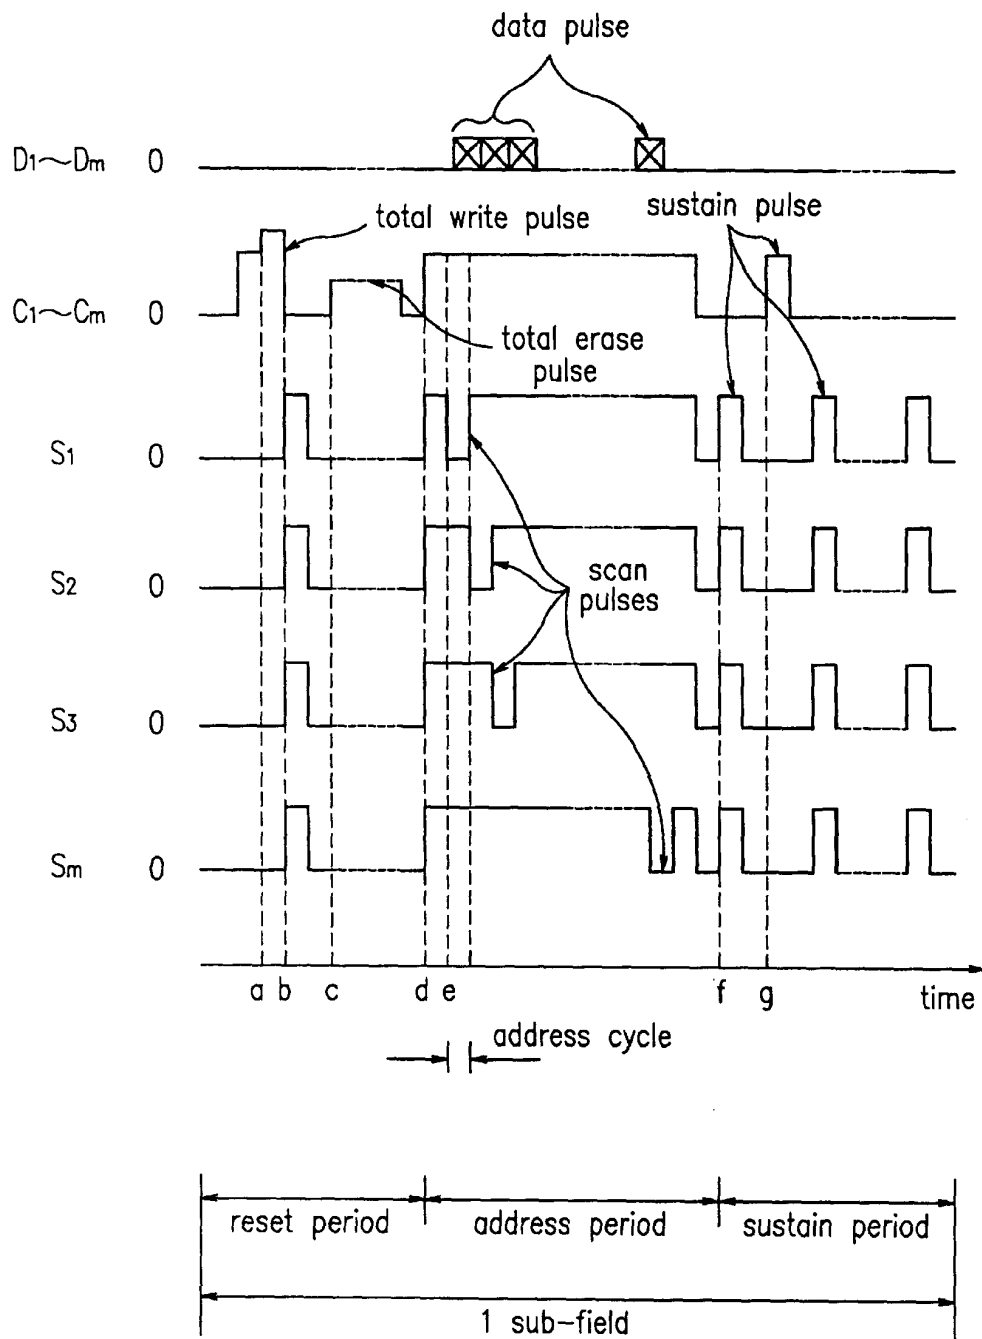 data pulse
D1~Dm 0
total write pulse
sustain pulse
C1~Cm 0
total erase
pulse
S1 0
S2 0
scan
pulses
S3 0
Sm 0
a b c d e f g time
address cycle
reset period address period sustain period
1 sub-field